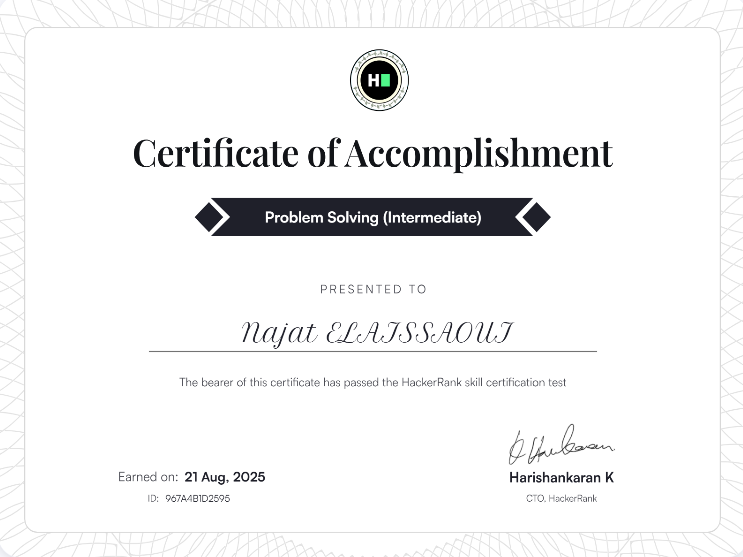 H
Certificate of Accomplishment
Problem Solving (Intermediate)
PRESENTED TO
Najat ELAISSAOUI
The bearer of this certificate has passed the HackerRank skill certification test
Earned on: 21 Aug, 2025
ID: 967A4B1D2595
Harishankaran K
CTO, HackerRank